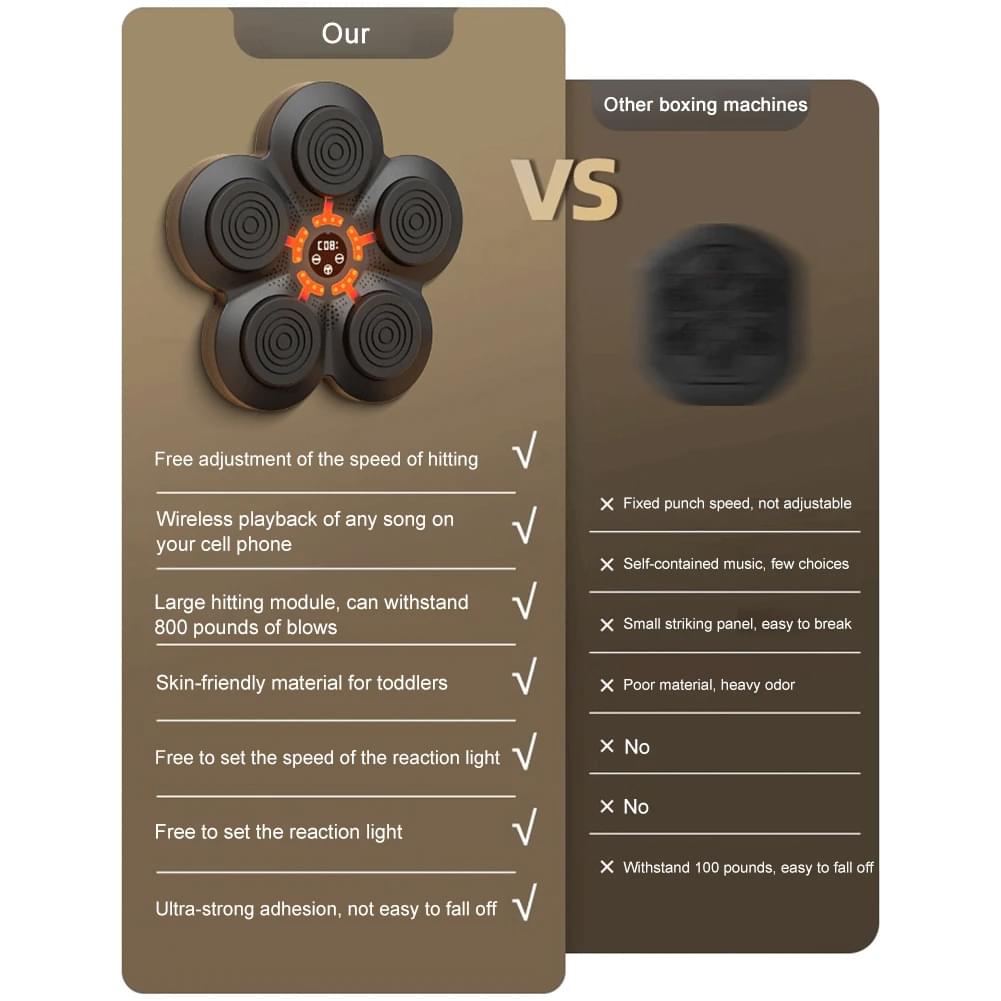 Our
Other boxing machines
VS
C08:
Free adjustment of the speed of hitting
Wireless playback of any song on
your cell phone
Large hitting module, can withstand
800 pounds of blows
Skin-friendly material for toddlers
Free to set the speed of the reaction light
Free to set the reaction light
Ultra-strong adhesion, not easy to fall off
Fixed punch speed, not adjustable
Self-contained music, few choices
Small striking panel, easy to break
Poor material, heavy odor
No
No
Withstand 100 pounds, easy to fall off